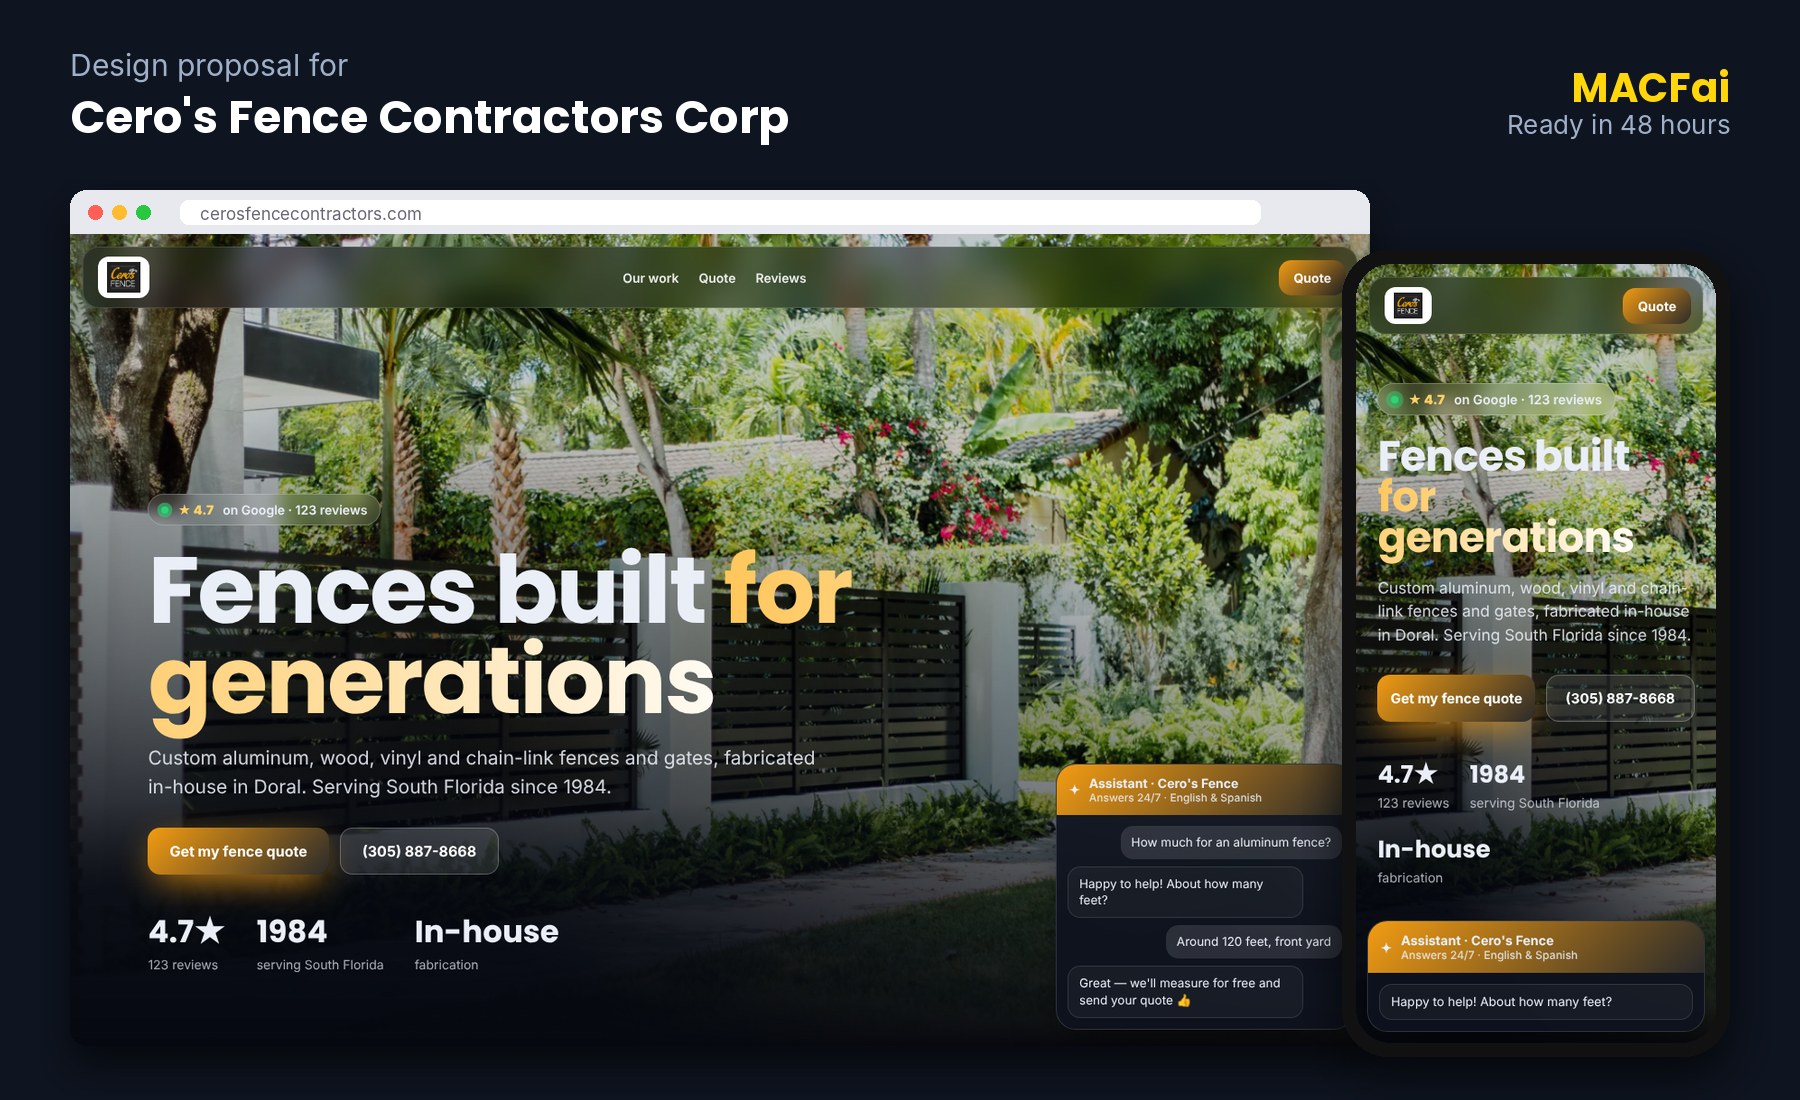 Design proposal for
Cero's Fence Contractors Corp
MACFai
Ready in 48 hours
cerosfencecontractors.com
Cero's
FENCE
Our work
Quote
Reviews
Quote
★ 4.7 on Google · 123 reviews
Fences built for
generations
Custom aluminum, wood, vinyl and chain-link fences and gates, fabricated
in-house in Doral. Serving South Florida since 1984.
Get my fence quote
(305) 887-8668
4.7★
123 reviews
1984
serving South Florida
In-house
fabrication
Assistant · Cero's Fence
Answers 24/7 · English & Spanish
How much for an aluminum fence?
Happy to help! About how many
feet?
Around 120 feet, front yard
Great — we'll measure for free and
send your quote 👍
Cero's
FENCE
Quote
★ 4.7 on Google · 123 reviews
Fences built
for
generations
Custom aluminum, wood, vinyl and chain-
link fences and gates, fabricated in-house
in Doral. Serving South Florida since 1984.
Get my fence quote
(305) 887-8668
4.7★
123 reviews
1984
serving South Florida
In-house
fabrication
Assistant · Cero's Fence
Answers 24/7 · English & Spanish
Happy to help! About how many feet?